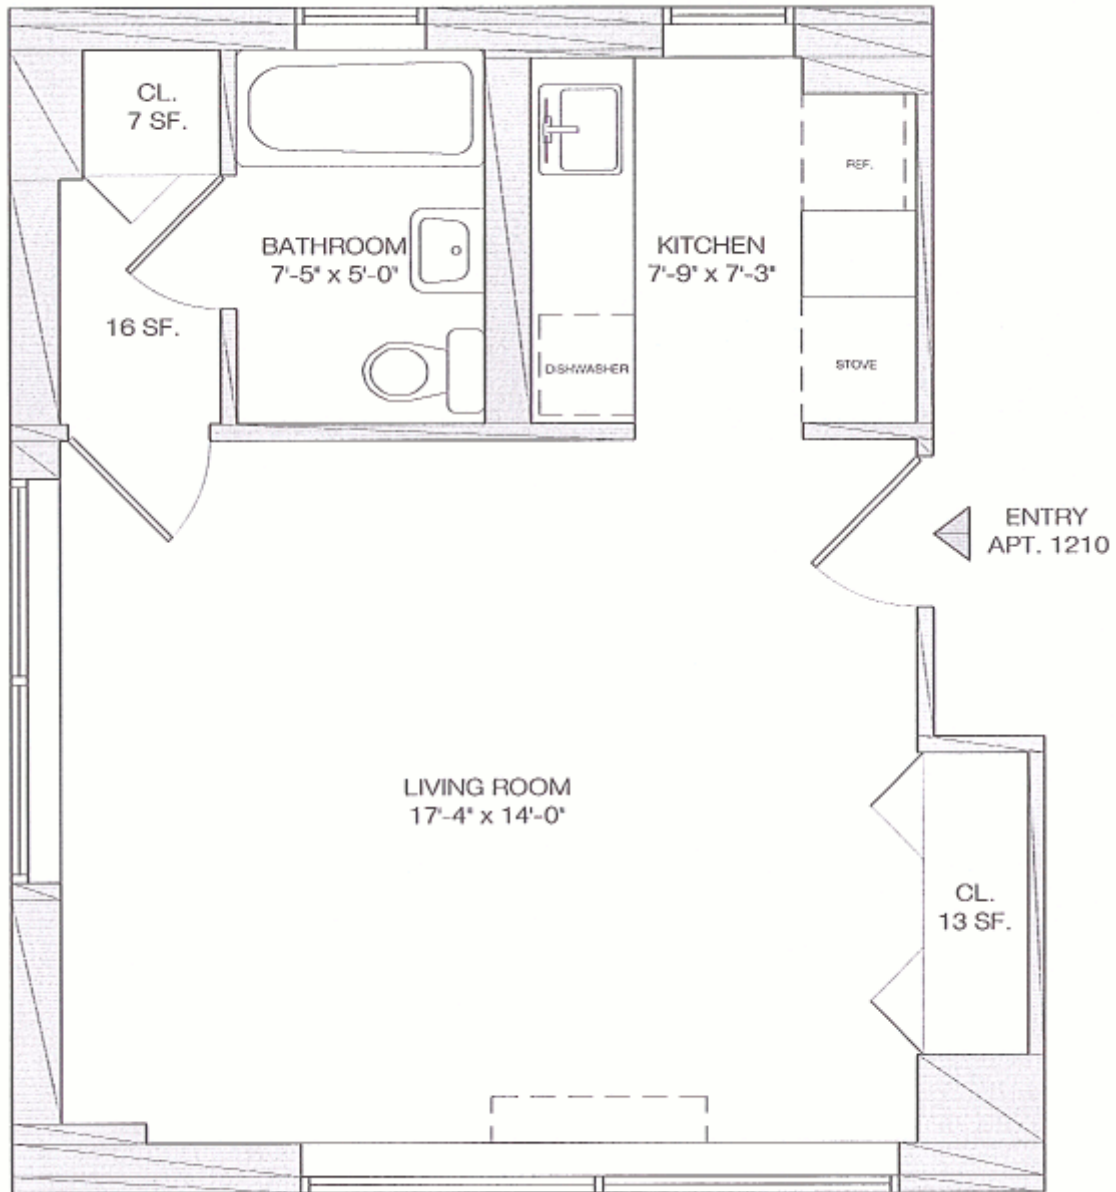 CL.
7 SF.
BATHROOM
7'-5" x 5'-0"
16 SF.
KITCHEN
7'-9" x 7'-3"
REF.
STOVE
DISHWASHER
ENTRY
APT. 1210
LIVING ROOM
17'-4" x 14'-0"
CL.
13 SF.